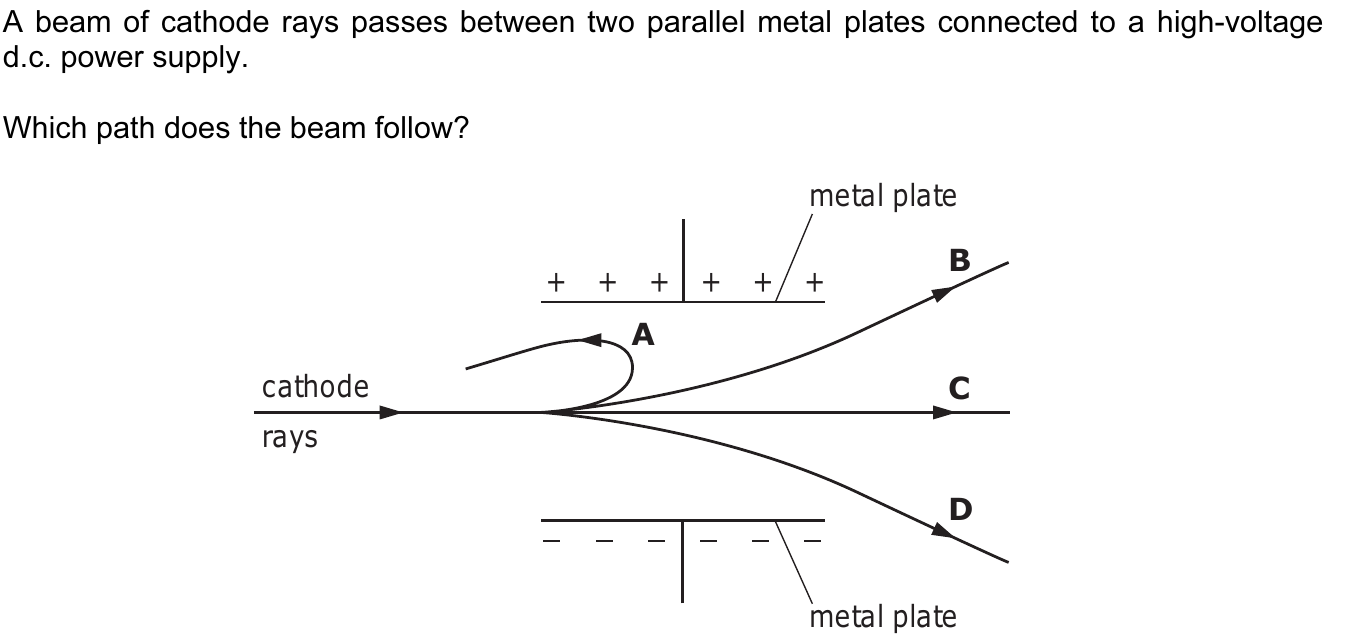 A beam of cathode rays passes between two parallel metal plates connected to a high-voltage
d.c. power supply.
Which path does the beam follow?
metal plate
B
+ + + + + +
A
cathode
C
rays
D
– – – – – –
metal plate